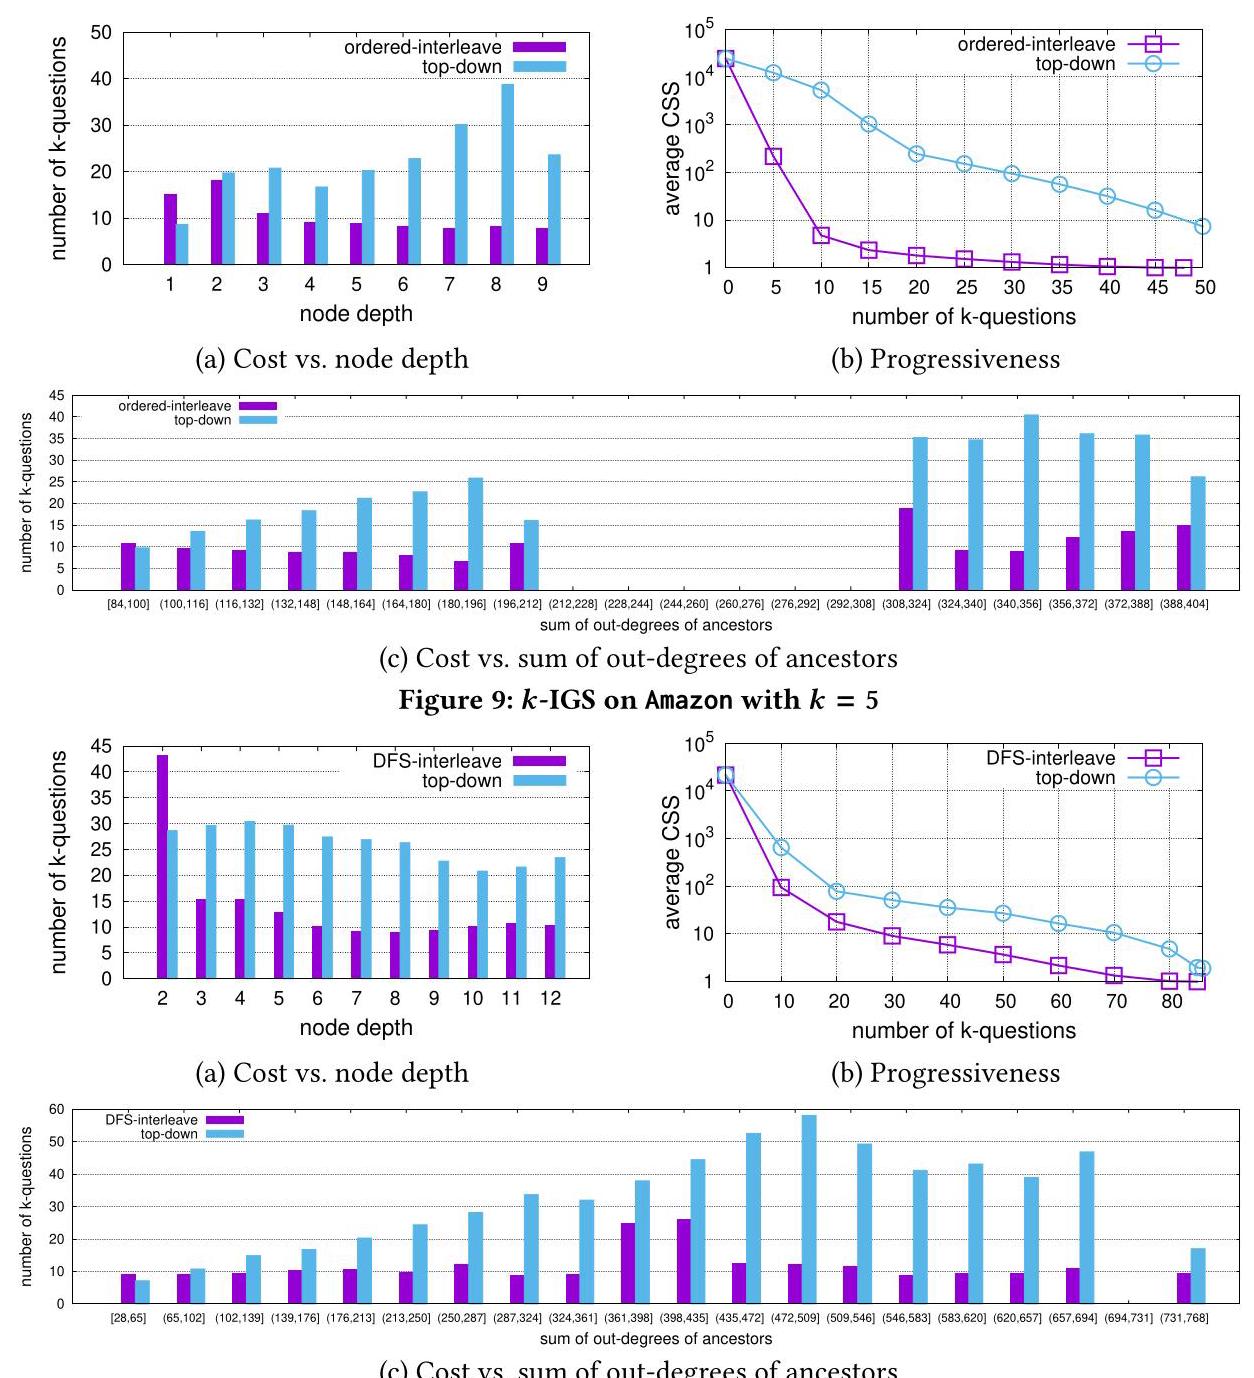 50
40
30
20
10
0
number of k-questions
ordered-interleave
top-down
1 2 3 4 5 6 7 8 9
node depth
(a) Cost vs. node depth
10^5
10^4
10^3
10^2
10
1
average CSS
ordered-interleave
top-down
0 5 10 15 20 25 30 35 40 45 50
number of k-questions
(b) Progressiveness
45
40
35
30
25
20
15
10
5
0
number of k-questions
ordered-interleave
top-down
[84,100] (100,116] (116,132] (132,148] (148,164] (164,180] (180,196] (196,212] (212,228] (228,244] (244,260] (260,276] (276,292] (292,308] (308,324] (324,340] (340,356] (356,372] (372,388] (388,404]
sum of out-degrees of ancestors
(c) Cost vs. sum of out-degrees of ancestors
Figure 9: k-IGS on Amazon with k = 5
45
40
35
30
25
20
15
10
5
0
number of k-questions
DFS-interleave
top-down
2 3 4 5 6 7 8 9 10 11 12
node depth
(a) Cost vs. node depth
10^5
10^4
10^3
10^2
10
1
average CSS
DFS-interleave
top-down
0 10 20 30 40 50 60 70 80
number of k-questions
(b) Progressiveness
60
50
40
30
20
10
0
number of k-questions
DFS-interleave
top-down
[28,65] (65,102] (102,139] (139,176] (176,213] (213,250] (250,287] (287,324] (324,361] (361,398] (398,435] (435,472] (472,509] (509,546] (546,583] (583,620] (620,657] (657,694] (694,731] (731,768]
sum of out-degrees of ancestors
(c) Cost vs. sum of out-degrees of ancestors